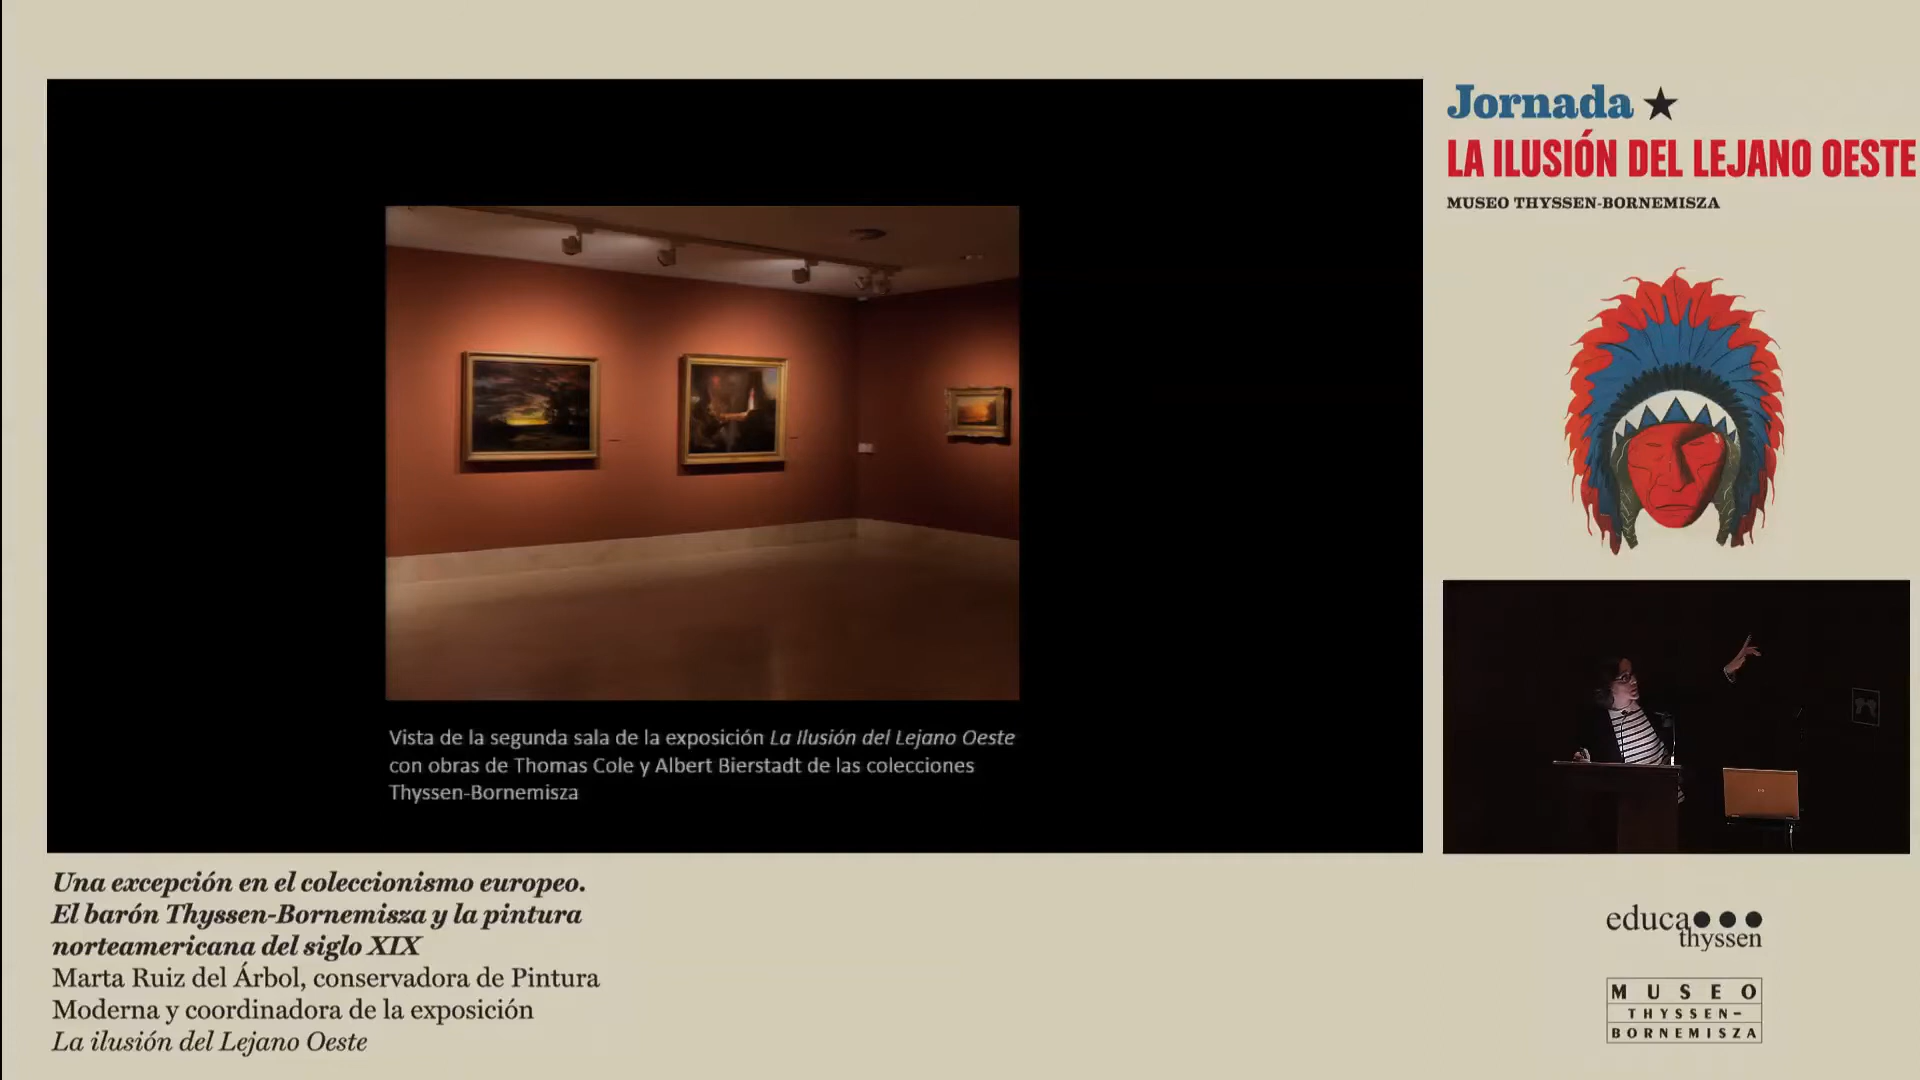 Jornada
LA ILUSIÓN DEL LEJANO OESTE
MUSEO THYSSEN-BORNEMISZA
Vista de la segunda sala de la exposición La Ilusión del Lejano Oeste
con obras de Thomas Cole y Albert Bierstadt de las colecciones
Thyssen-Bornemisza
Una excepción en el coleccionismo europeo.
El barón Thyssen-Bornemisza y la pintura
norteamericana del siglo XIX
Marta Ruiz del Árbol, conservadora de Pintura
Moderna y coordinadora de la exposición
La ilusión del Lejano Oeste
educa
thyssen
MUSEO
THYSSEN-
BORNEMISZA